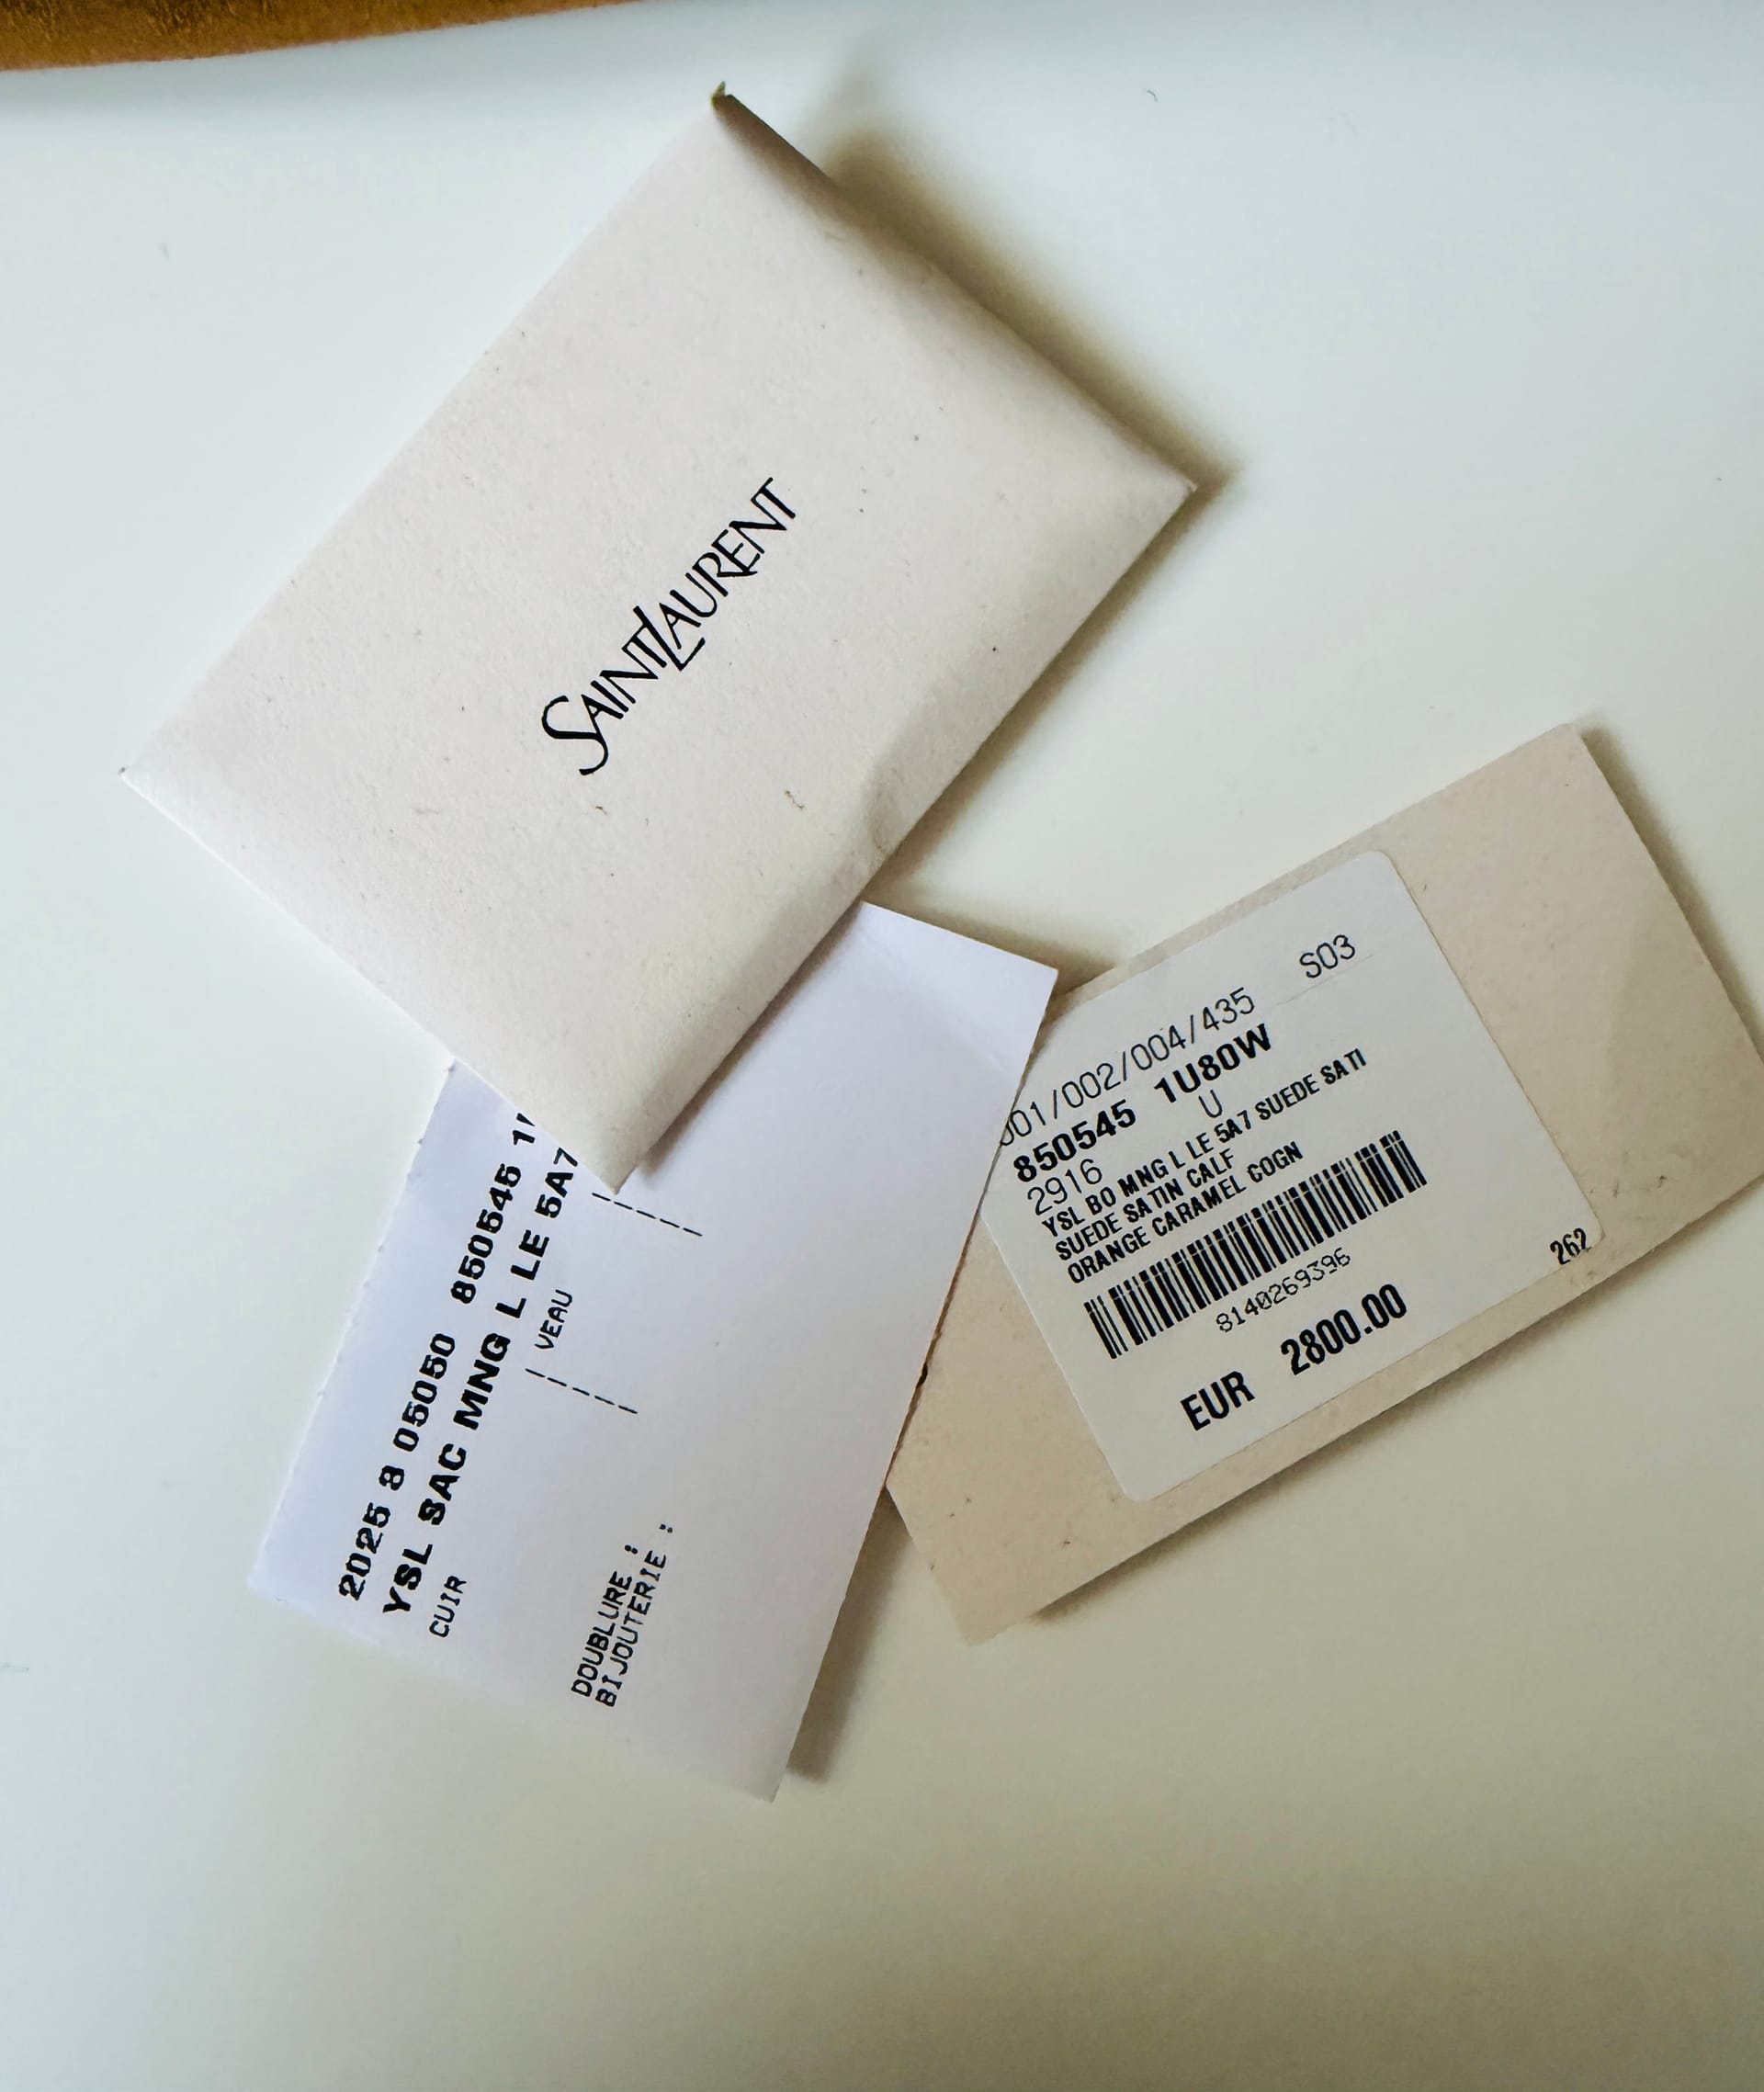 SAINT LAURENT
2025 8 05050 850545
YSL SAC MNG L LE 5A7
CUIR
VEAU
DOUBLURE :
BIJOUTERIE :
S03
001/002/004/435
850545 1U80W
2916 U
YSL BO MNG L LE 5A7 SUEDE SATI
SUEDE SATIN CALF
ORANGE CARAMEL COGN
8140269396
262
EUR 2800.00